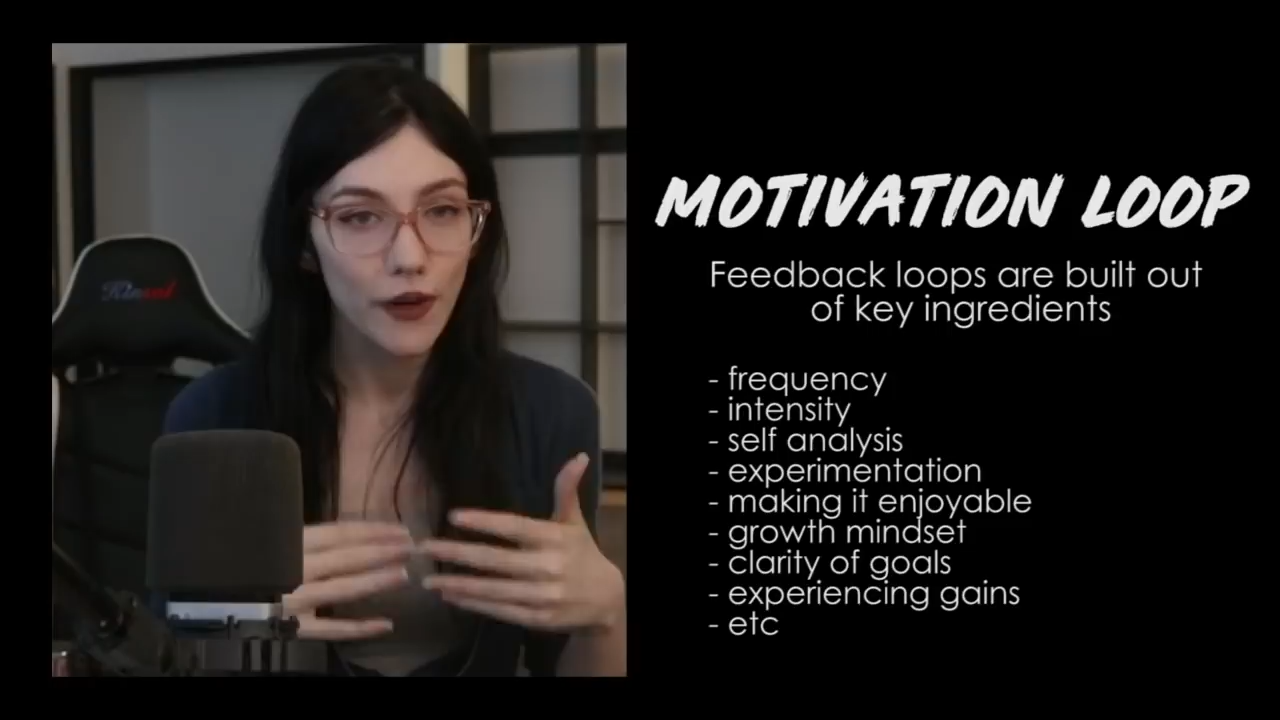 MOTIVATION LOOP
Feedback loops are built out
of key ingredients
- frequency
- intensity
- self analysis
- experimentation
- making it enjoyable
- growth mindset
- clarity of goals
- experiencing gains
- etc